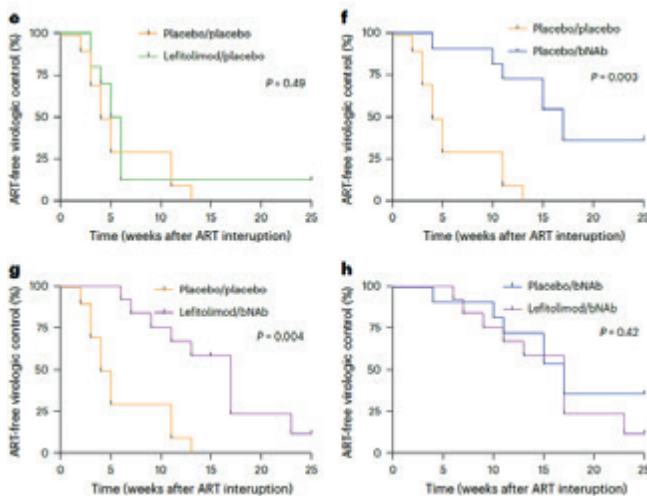 e
Placebo/placebo
Lefitolimod/placebo
P = 0.49
100
75
50
25
0
0 5 10 15 20 25
ART-free virologic control (%)
Time (weeks after ART interuption)
f
Placebo/placebo
Placebo/bNAb
P = 0.003
100
75
50
25
0
0 5 10 15 20 25
ART-free virologic control (%)
Time (weeks after ART interuption)
g
Placebo/placebo
Lefitolimod/bNAb
P = 0.004
100
75
50
25
0
0 5 10 15 20 25
ART-free virologic control (%)
Time (weeks after ART interuption)
h
Placebo/bNAb
Lefitolimod/bNAb
P = 0.42
100
75
50
25
0
0 5 10 15 20 25
ART-free virologic control (%)
Time (weeks after ART interuption)